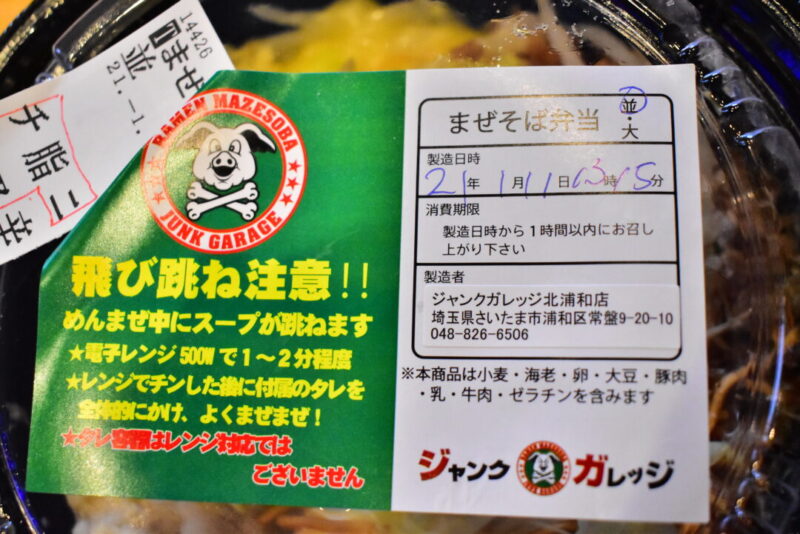 14426
①まぜ
並
21.-1.
チ 脂 ニ
辛
RAMEN MAZESOBA
JUNK GARAGE
飛び跳ね注意!!
めんまぜ中にスープが跳ねます
★電子レンジ500Wで1〜2分程度
★レンジでチンした後に付属のタレを
全体的にかけ、よくまぜまぜ!
★タレ容器はレンジ対応では
ございません
まぜそば弁当 並・大
製造日時
21年 1月11日13時15分
消費期限
製造日時から1時間以内にお召し
上がり下さい
製造者
ジャンクガレッジ北浦和店
埼玉県さいたま市浦和区常盤9-20-10
048-826-6506
※本商品は小麦・海老・卵・大豆・豚肉
・乳・牛肉・ゼラチンを含みます
ジャンク ガレッジ